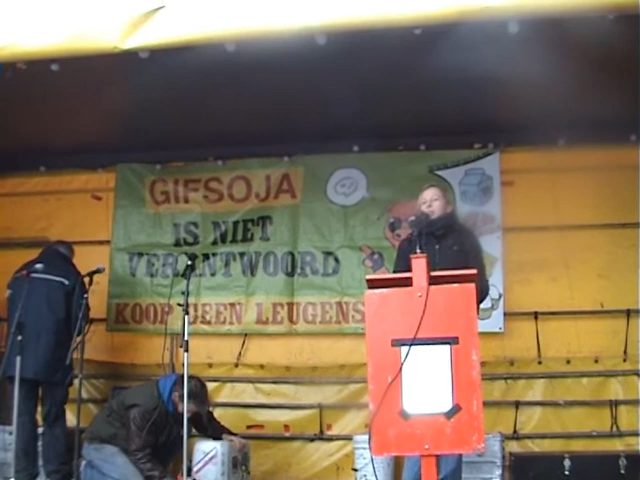 GIFSOJA
IS NIET
VERANTWOORD
KOOP GEEN LEUGENS